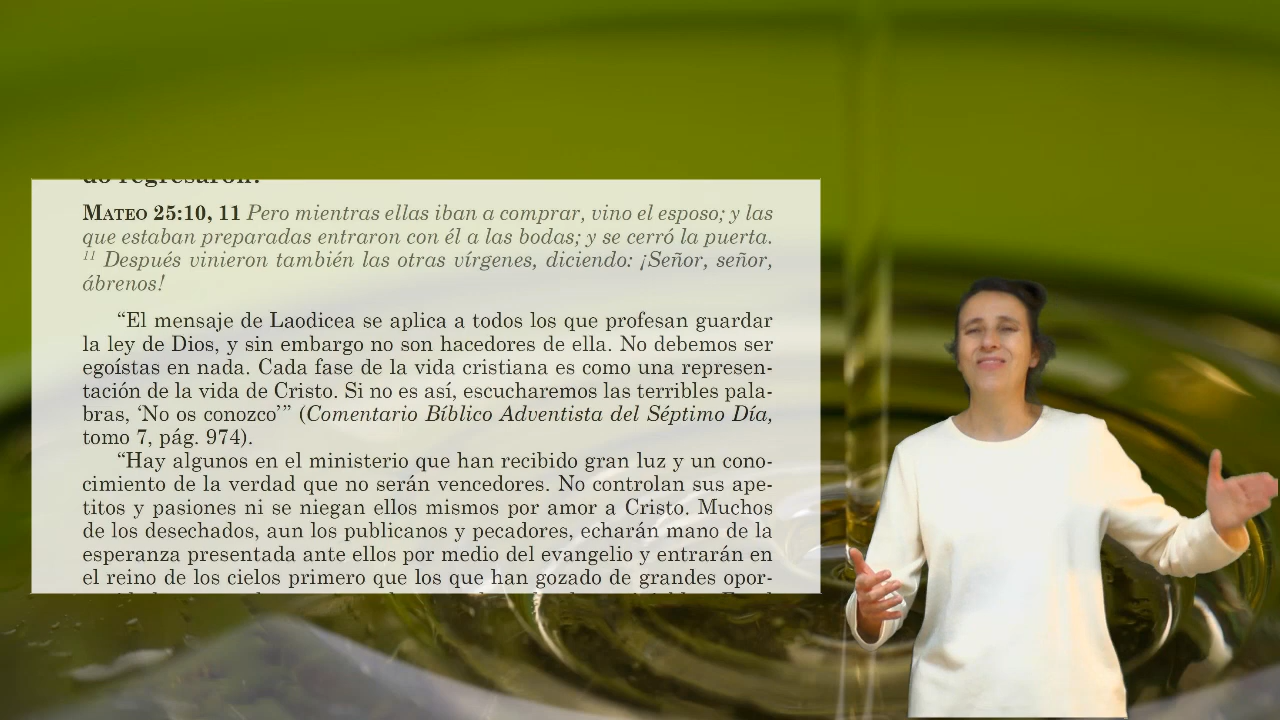 do regresaron?
MATEO 25:10, 11 Pero mientras ellas iban a comprar, vino el esposo; y las
que estaban preparadas entraron con él a las bodas; y se cerró la puerta.
11 Después vinieron también las otras vírgenes, diciendo: ¡Señor, señor,
ábrenos!
“El mensaje de Laodicea se aplica a todos los que profesan guardar
la ley de Dios, y sin embargo no son hacedores de ella. No debemos ser
egoístas en nada. Cada fase de la vida cristiana es como una represen-
tación de la vida de Cristo. Si no es así, escucharemos las terribles pala-
bras, ‘No os conozco’” (Comentario Bíblico Adventista del Séptimo Día,
tomo 7, pág. 974).
“Hay algunos en el ministerio que han recibido gran luz y un cono-
cimiento de la verdad que no serán vencedores. No controlan sus ape-
titos y pasiones ni se niegan ellos mismos por amor a Cristo. Muchos
de los desechados, aun los publicanos y pecadores, echarán mano de la
esperanza presentada ante ellos por medio del evangelio y entrarán en
el reino de los cielos primero que los que han gozado de grandes opor-